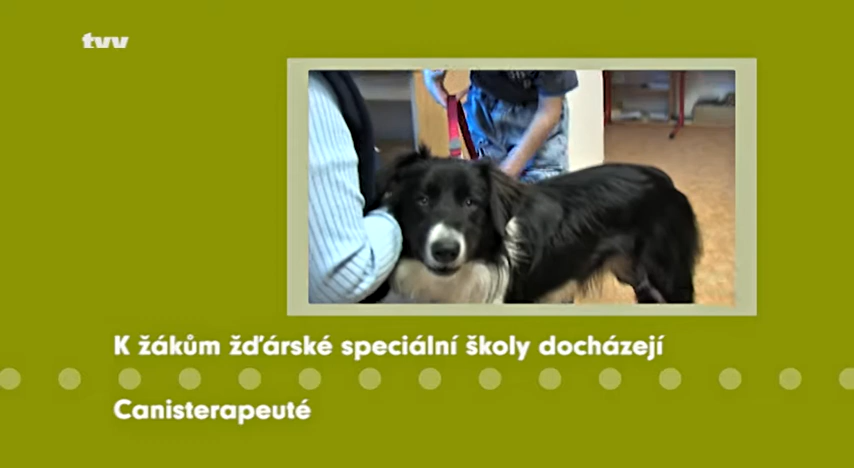 tvv
K žákům žďárské speciální školy docházejí
Canisterapeuté